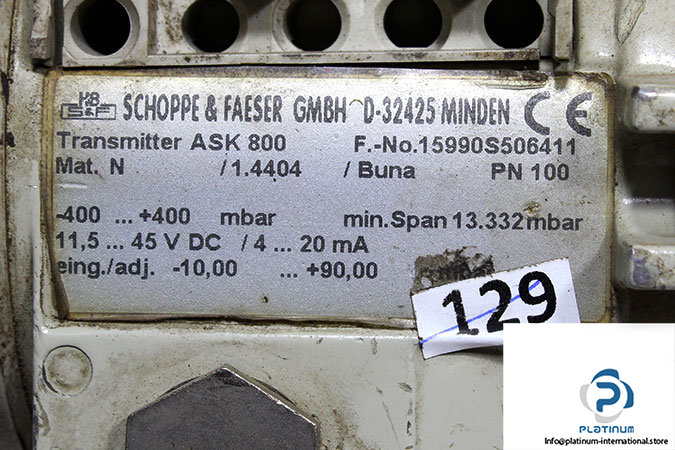 H&B
S&F
SCHOPPE & FAESER GMBH D-32425 MINDEN CE
Transmitter ASK 800 F.-No.15990S506411
Mat. N /1.4404 / Buna PN 100
-400 ... +400 mbar min.Span 13.332mbar
11,5 ... 45 V DC / 4 ... 20 mA
eing./adj. -10,00 ... +90,00
129
PLATINUM
Info@platinum-international.store